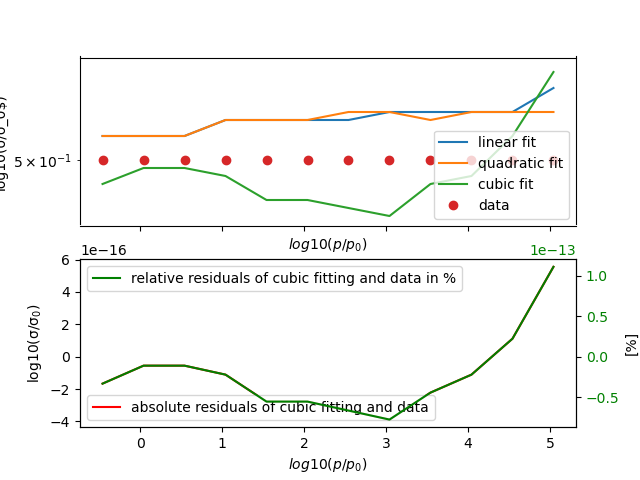 5 × 10⁻¹
linear fit
quadratic fit
cubic fit
data
log10(p/p₀)
1e−16
1e−13
6
4
2
0
−2
−4
log10(σ/σ₀)
relative residuals of cubic fitting and data in %
absolute residuals of cubic fitting and data
1.0
0.5
0.0
−0.5
[%]
0 1 2 3 4 5
log10(p/p₀)